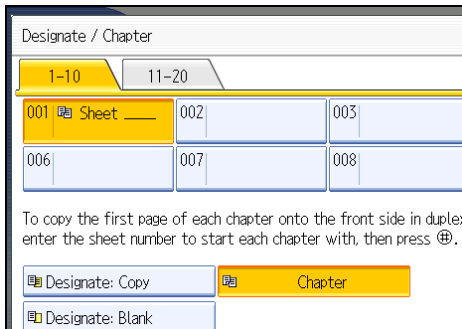 Designate / Chapter
1-10 11-20
001 Sheet ____ 002 003
006 007 008
To copy the first page of each chapter onto the front side in
enter the sheet number to start each chapter with, then press ⊕.
Designate: Copy Chapter
Designate: Blank